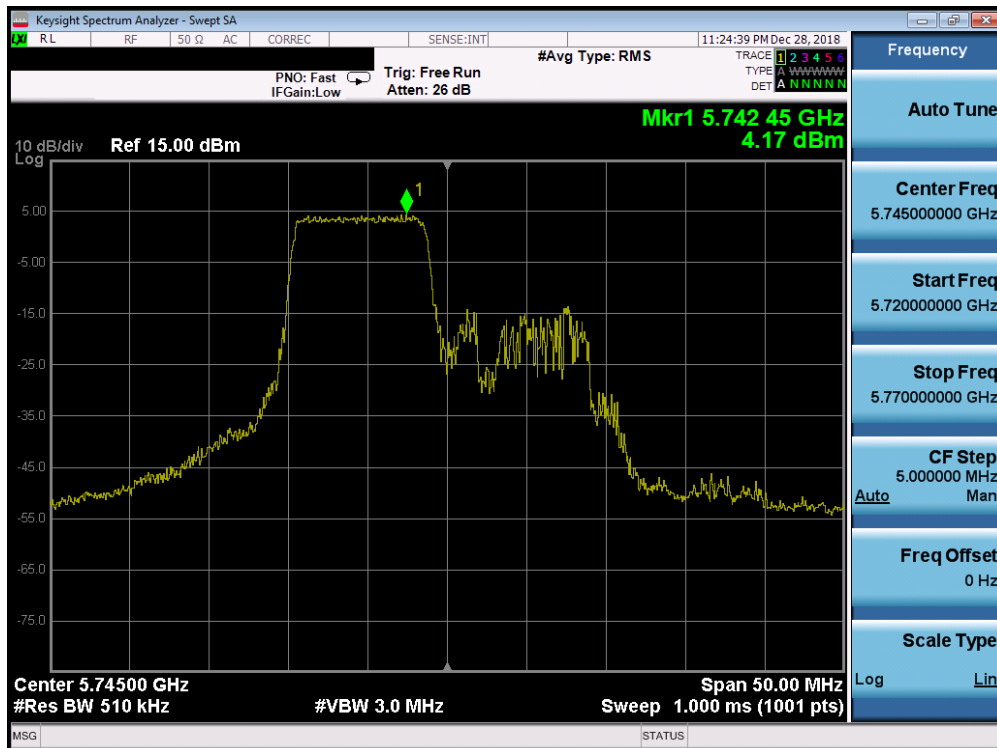 Keysight Spectrum Analyzer - Swept SA
LXI RL RF 50 Ω AC CORREC SENSE:INT 11:24:39 PM Dec 28, 2018
#Avg Type: RMS
TRACE 1 2 3 4 5 6
PNO: Fast Trig: Free Run
TYPE A WWWWW
IFGain:Low Atten: 26 dB
DET A N N N N N
Mkr1 5.742 45 GHz
4.17 dBm
10 dB/div Ref 15.00 dBm
Log
1
5.00
-5.00
-15.0
-25.0
-35.0
-45.0
-55.0
-65.0
-75.0
Center 5.74500 GHz Span 50.00 MHz
#Res BW 510 kHz #VBW 3.0 MHz Sweep 1.000 ms (1001 pts)
MSG STATUS
Frequency
Auto Tune
Center Freq
5.745000000 GHz
Start Freq
5.720000000 GHz
Stop Freq
5.770000000 GHz
CF Step
5.000000 MHz
Auto Man
Freq Offset
0 Hz
Scale Type
Log Lin